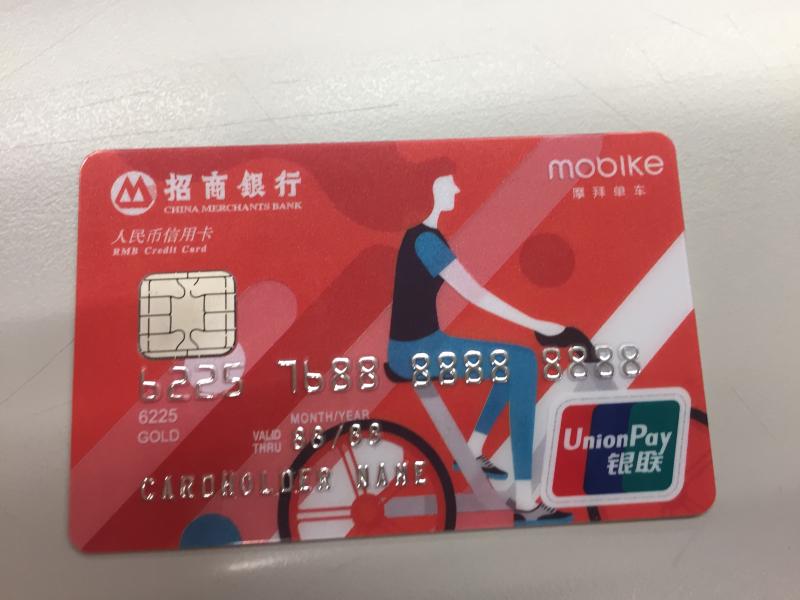 招商銀行
CHINA MERCHANTS BANK
人民币信用卡
RMB Credit Card
mobike
摩拜单车
6225 7688 8888 8888
6225
GOLD
MONTH/YEAR
VALID THRU 88/88
CARDHOLDER NAME
UnionPay
银联